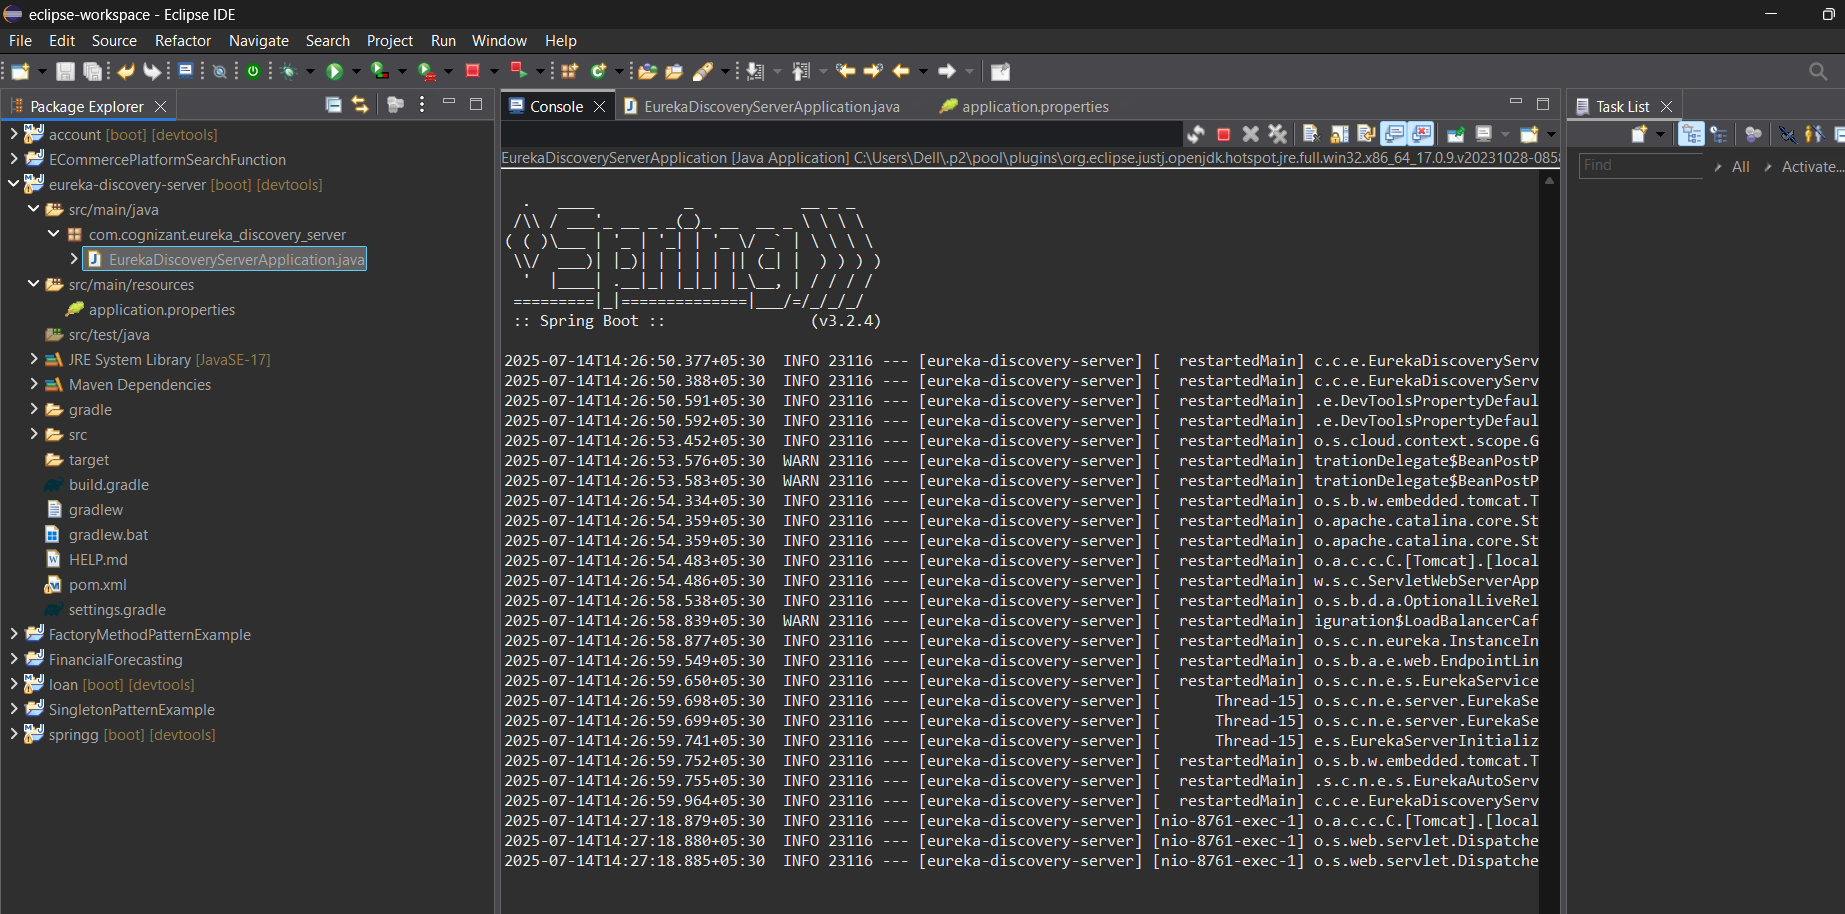 eclipse-workspace - Eclipse IDE
File Edit Source Refactor Navigate Search Project Run Window Help
Package Explorer
account [boot] [devtools]
ECommercePlatformSearchFunction
eureka-discovery-server [boot] [devtools]
src/main/java
com.cognizant.eureka_discovery_server
EurekaDiscoveryServerApplication.java
src/main/resources
application.properties
src/test/java
JRE System Library [JavaSE-17]
Maven Dependencies
gradle
src
target
build.gradle
gradlew
gradlew.bat
HELP.md
pom.xml
settings.gradle
FactoryMethodPatternExample
FinancialForecasting
loan [boot] [devtools]
SingletonPatternExample
springg [boot] [devtools]
Console EurekaDiscoveryServerApplication.java application.properties
EurekaDiscoveryServerApplication [Java Application] C:\Users\Dell\.p2\pool\plugins\org.eclipse.justj.openjdk.hotspot.jre.full.win32.x86_64_17.0.9.v20231028-085
Spring
:: Spring Boot :: (v3.2.4)
2025-07-14T14:26:50.377+05:30 INFO 23116 --- [eureka-discovery-server] [ restartedMain] c.c.e.EurekaDiscoveryServ
2025-07-14T14:26:50.388+05:30 INFO 23116 --- [eureka-discovery-server] [ restartedMain] c.c.e.EurekaDiscoveryServ
2025-07-14T14:26:50.591+05:30 INFO 23116 --- [eureka-discovery-server] [ restartedMain] .e.DevToolsPropertyDefaul
2025-07-14T14:26:50.592+05:30 INFO 23116 --- [eureka-discovery-server] [ restartedMain] .e.DevToolsPropertyDefaul
2025-07-14T14:26:53.452+05:30 INFO 23116 --- [eureka-discovery-server] [ restartedMain] o.s.cloud.context.scope.G
2025-07-14T14:26:53.576+05:30 WARN 23116 --- [eureka-discovery-server] [ restartedMain] trationDelegate$BeanPostP
2025-07-14T14:26:53.583+05:30 WARN 23116 --- [eureka-discovery-server] [ restartedMain] trationDelegate$BeanPostP
2025-07-14T14:26:54.334+05:30 INFO 23116 --- [eureka-discovery-server] [ restartedMain] o.s.b.w.embedded.tomcat.T
2025-07-14T14:26:54.359+05:30 INFO 23116 --- [eureka-discovery-server] [ restartedMain] o.apache.catalina.core.St
2025-07-14T14:26:54.359+05:30 INFO 23116 --- [eureka-discovery-server] [ restartedMain] o.apache.catalina.core.St
2025-07-14T14:26:54.483+05:30 INFO 23116 --- [eureka-discovery-server] [ restartedMain] o.a.c.c.C.[Tomcat].[local
2025-07-14T14:26:54.486+05:30 INFO 23116 --- [eureka-discovery-server] [ restartedMain] w.s.c.ServletWebServerApp
2025-07-14T14:26:58.538+05:30 INFO 23116 --- [eureka-discovery-server] [ restartedMain] o.s.b.d.a.OptionalLiveRel
2025-07-14T14:26:58.839+05:30 WARN 23116 --- [eureka-discovery-server] [ restartedMain] iguration$LoadBalancerCaf
2025-07-14T14:26:58.877+05:30 INFO 23116 --- [eureka-discovery-server] [ restartedMain] o.s.c.n.eureka.InstanceIn
2025-07-14T14:26:59.549+05:30 INFO 23116 --- [eureka-discovery-server] [ restartedMain] o.s.b.a.e.web.EndpointLin
2025-07-14T14:26:59.650+05:30 INFO 23116 --- [eureka-discovery-server] [ restartedMain] o.s.c.n.e.s.EurekaService
2025-07-14T14:26:59.698+05:30 INFO 23116 --- [eureka-discovery-server] [ Thread-15] o.s.c.n.e.server.EurekaSe
2025-07-14T14:26:59.699+05:30 INFO 23116 --- [eureka-discovery-server] [ Thread-15] o.s.c.n.e.server.EurekaSe
2025-07-14T14:26:59.741+05:30 INFO 23116 --- [eureka-discovery-server] [ Thread-15] e.s.EurekaServerInitializ
2025-07-14T14:26:59.752+05:30 INFO 23116 --- [eureka-discovery-server] [ restartedMain] o.s.b.w.embedded.tomcat.T
2025-07-14T14:26:59.755+05:30 INFO 23116 --- [eureka-discovery-server] [ restartedMain] .s.c.n.e.s.EurekaAutoServ
2025-07-14T14:26:59.964+05:30 INFO 23116 --- [eureka-discovery-server] [ restartedMain] c.c.e.EurekaDiscoveryServ
2025-07-14T14:27:18.879+05:30 INFO 23116 --- [eureka-discovery-server] [nio-8761-exec-1] o.a.c.c.C.[Tomcat].[local
2025-07-14T14:27:18.880+05:30 INFO 23116 --- [eureka-discovery-server] [nio-8761-exec-1] o.s.web.servlet.Dispatche
2025-07-14T14:27:18.885+05:30 INFO 23116 --- [eureka-discovery-server] [nio-8761-exec-1] o.s.web.servlet.Dispatche
Task List
Find All Activate...